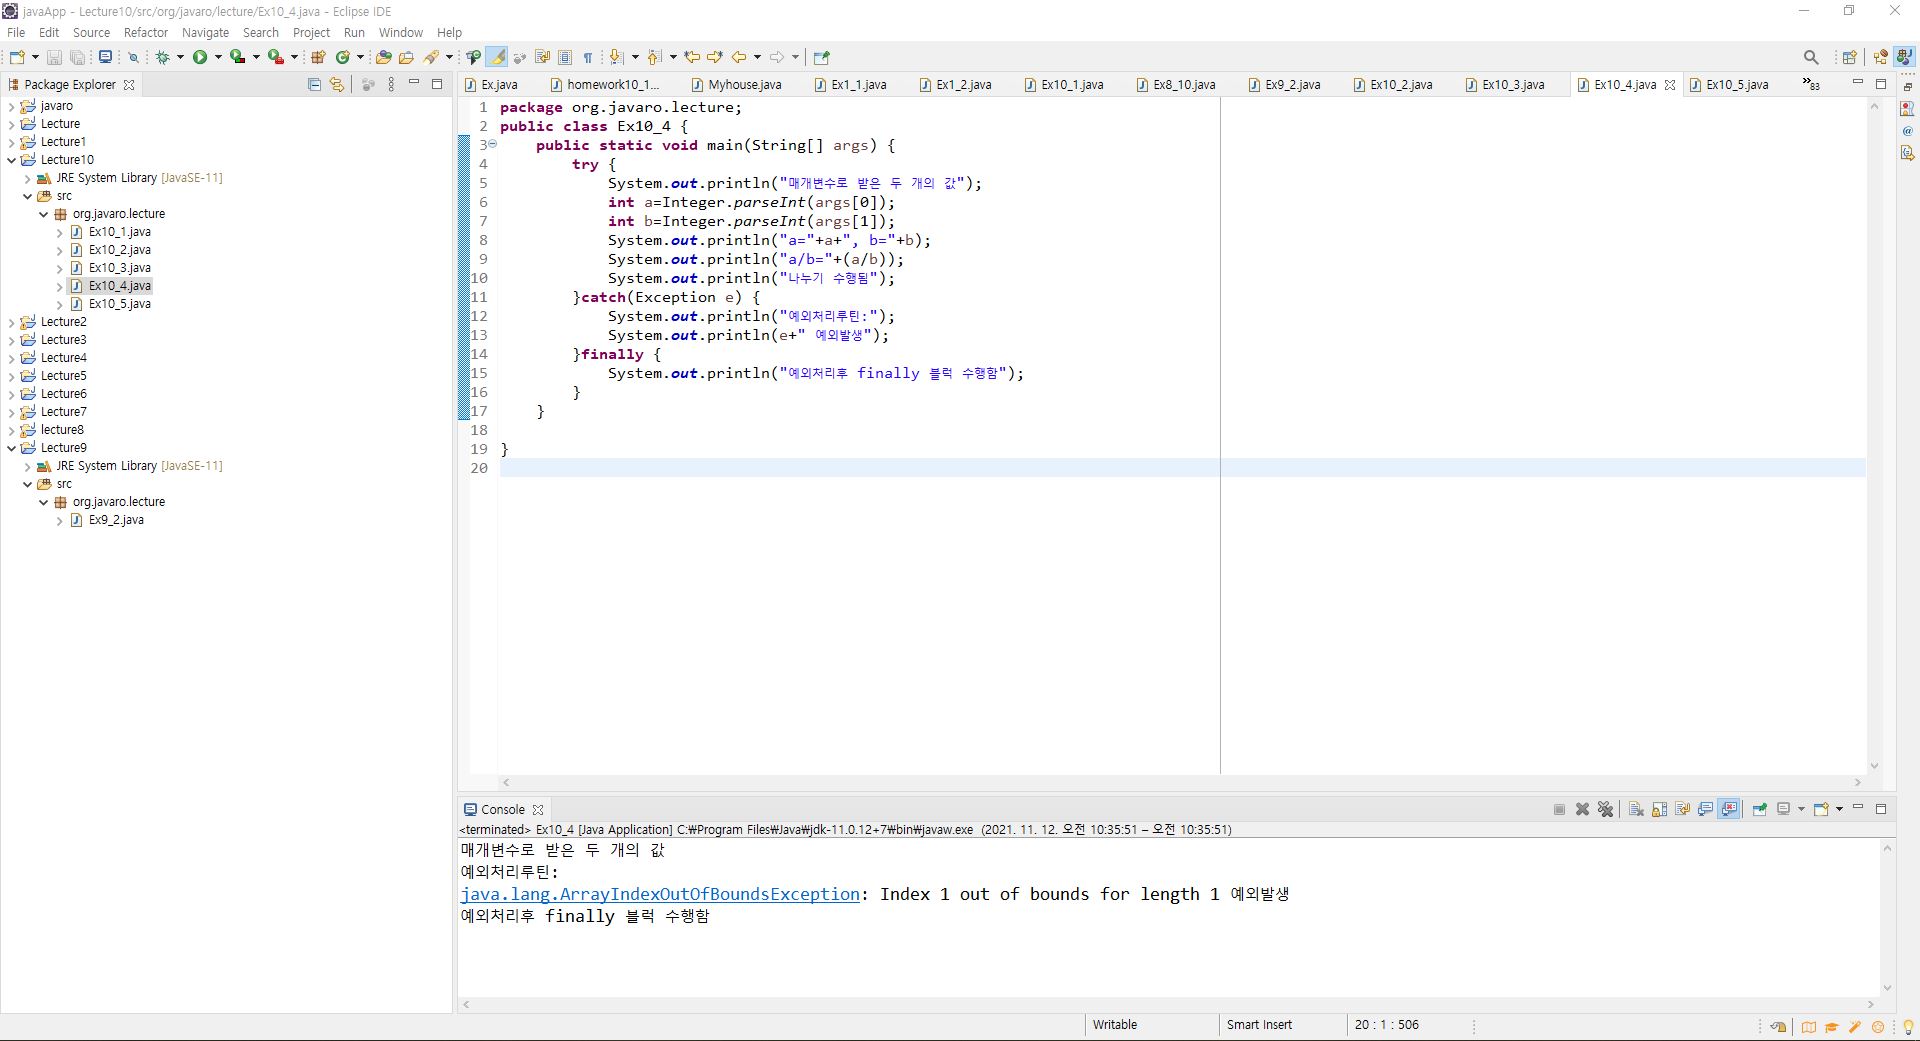 javaApp - Lecture10/src/org/javaro/lecture/Ex10_4.java - Eclipse IDE
File Edit Source Refactor Navigate Search Project Run Window Help
Package Explorer
javaro
Lecture
Lecture1
Lecture10
JRE System Library [JavaSE-11]
src
org.javaro.lecture
Ex10_1.java
Ex10_2.java
Ex10_3.java
Ex10_4.java
Ex10_5.java
Lecture2
Lecture3
Lecture4
Lecture5
Lecture6
Lecture7
lecture8
Lecture9
JRE System Library [JavaSE-11]
src
org.javaro.lecture
Ex9_2.java
Ex.java homework10_1... Myhouse.java Ex1_1.java Ex1_2.java Ex10_1.java Ex8_10.java Ex9_2.java Ex10_2.java Ex10_3.java Ex10_4.java Ex10_5.java »83
1 package org.javaro.lecture;
2 public class Ex10_4 {
3 public static void main(String[] args) {
4 try {
5 System.out.println("매개변수로 받은 두 개의 값");
6 int a=Integer.parseInt(args[0]);
7 int b=Integer.parseInt(args[1]);
8 System.out.println("a="+a+", b="+b);
9 System.out.println("a/b="+(a/b));
10 System.out.println("나누기 수행됨");
11 }catch(Exception e) {
12 System.out.println("예외처리루틴:");
13 System.out.println(e+" 예외발생");
14 }finally {
15 System.out.println("예외처리후 finally 블럭 수행함");
16 }
17 }
18
19 }
20
Console
<terminated> Ex10_4 [Java Application] C:₩Program Files₩Java₩jdk-11.0.12+7₩bin₩javaw.exe (2021. 11. 12. 오전 10:35:51 – 오전 10:35:51)
매개변수로 받은 두 개의 값
예외처리루틴:
java.lang.ArrayIndexOutOfBoundsException: Index 1 out of bounds for length 1 예외발생
예외처리후 finally 블럭 수행함
Writable Smart Insert 20 : 1 : 506